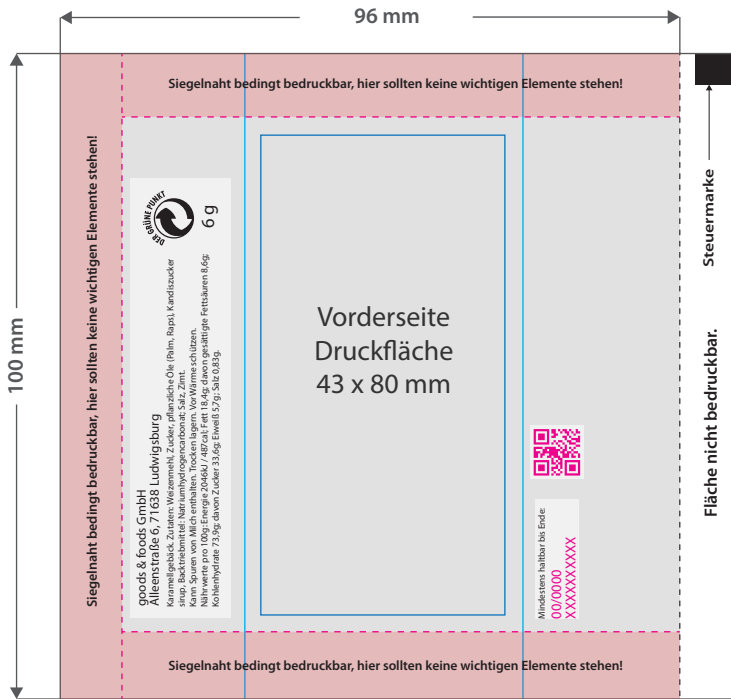 96 mm
100 mm
Siegelnaht bedingt bedruckbar, hier sollten keine wichtigen Elemente stehen!
Siegelnaht bedingt bedruckbar, hier sollten keine wichtigen Elemente stehen!
DER GRÜNE PUNKT
6 g
goods & foods GmbH
Alleenstraße 6, 71638 Ludwigsburg
Karamellgebäck. Zutaten: Weizenmehl, Zucker, pflanzliche Öle (Palm, Raps), Kandiszucker
sirup, Backtriebmittel: Natriumhydrogencarbonat; Salz, Zimt.
Kann Spuren von Milch enthalten. Trocken lagern. Vor Wärme schützen.
Nährwerte pro 100g: Energie 2046kJ / 487cal; Fett 18,4g; davon gesättigte Fettsäuren 8,6g;
Kohlenhydrate 73,9g; davon Zucker 33,6g; Eiweiß 5,7g; Salz 0,83g.
Vorderseite
Druckfläche
43 x 80 mm
Mindestens haltbar bis Ende:
00/0000
XXXXXXXXXX
Steuermarke
Fläche nicht bedruckbar.
Siegelnaht bedingt bedruckbar, hier sollten keine wichtigen Elemente stehen!